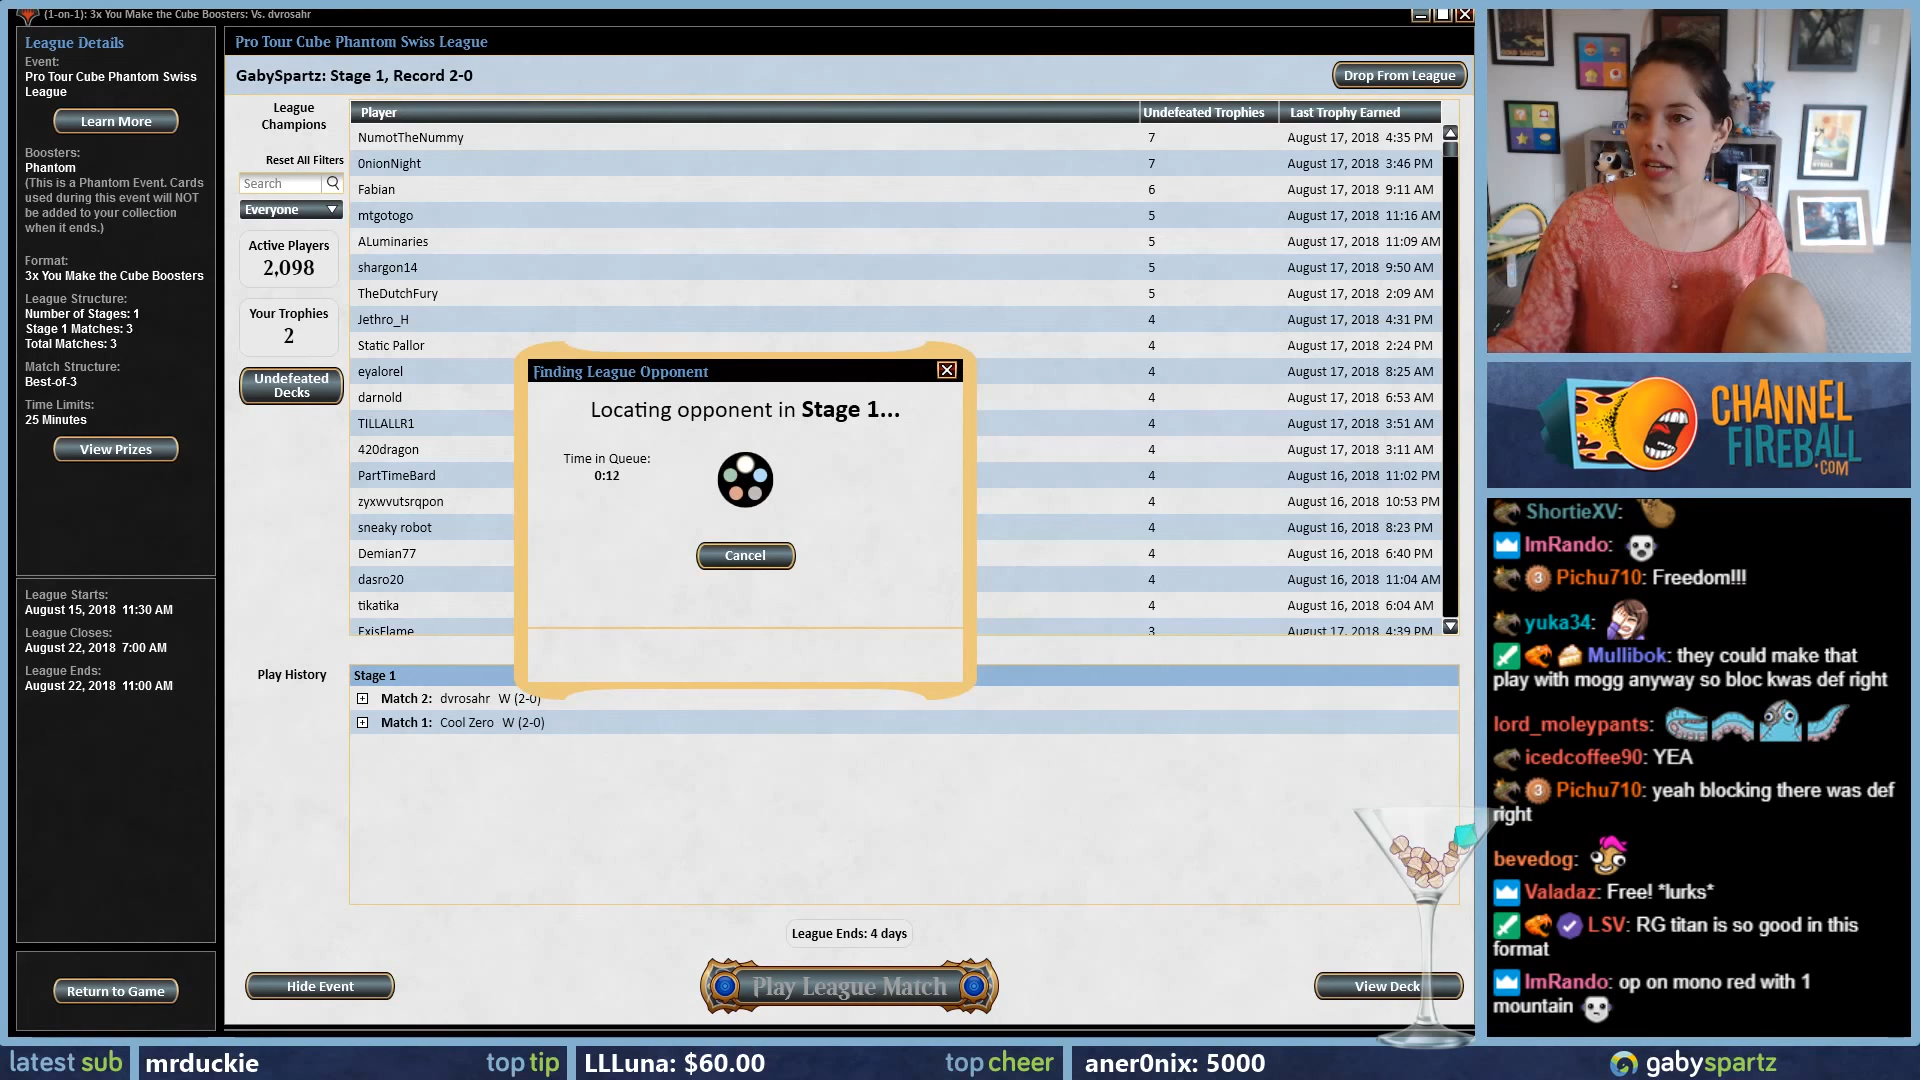 (1-on-1): 3x You Make the Cube Boosters: Vs. dvrosahr
League Details
Event:
Pro Tour Cube Phantom Swiss
League
Learn More
Boosters:
Phantom
(This is a Phantom Event. Cards
used during this event will NOT
be added to your collection
when it ends.)
Format:
3x You Make the Cube Boosters
League Structure:
Number of Stages: 1
Stage 1 Matches: 3
Total Matches: 3
Match Structure:
Best-of-3
Time Limits:
25 Minutes
View Prizes
League Starts:
August 15, 2018 11:30 AM
League Closes:
August 22, 2018 7:00 AM
League Ends:
August 22, 2018 11:00 AM
Return to Game
Pro Tour Cube Phantom Swiss League
GabySpartz: Stage 1, Record 2-0
Drop From League
League
Champions
Reset All Filters
Search
Everyone
Active Players
2,098
Your Trophies
2
Undefeated
Decks
Player Undefeated Trophies Last Trophy Earned
NumotTheNummy 7 August 17, 2018 4:35 PM
0nionNight 7 August 17, 2018 3:46 PM
Fabian 6 August 17, 2018 9:11 AM
mtgotogo 5 August 17, 2018 11:16 AM
ALuminaries 5 August 17, 2018 11:09 AM
shargon14 5 August 17, 2018 9:50 AM
TheDutchFury 5 August 17, 2018 2:09 AM
Jethro_H 4 August 17, 2018 4:31 PM
Static Pallor 4 August 17, 2018 2:24 PM
eyalorel 4 August 17, 2018 8:25 AM
darnold 4 August 17, 2018 6:53 AM
TILLALLR1 4 August 17, 2018 3:51 AM
420dragon 4 August 17, 2018 3:11 AM
PartTimeBard 4 August 16, 2018 11:02 PM
zyxwvutsrqpon 4 August 16, 2018 10:53 PM
sneaky robot 4 August 16, 2018 8:23 PM
Demian77 4 August 16, 2018 6:40 PM
dasro20 4 August 16, 2018 11:04 AM
tikatika 4 August 16, 2018 6:04 AM
ExisFlame 3 August 17, 2018 4:39 PM
Finding League Opponent
Locating opponent in Stage 1...
Time in Queue:
0:12
Cancel
Play History
Stage 1
Match 2: dvrosahr W (2-0)
Match 1: Cool Zero W (2-0)
League Ends: 4 days
Hide Event
Play League Match
View Deck
CHANNEL
FIREBALL
.COM
ShortieXV:
ImRando:
3 Pichu710: Freedom!!!
yuka34:
Mullibok: they could make that
play with mogg anyway so bloc kwas def right
lord_moleypants:
icedcoffee90: YEA
3 Pichu710: yeah blocking there was def
right
bevedog:
Valadaz: Free! *lurks*
LSV: RG titan is so good in this
format
ImRando: op on mono red with 1
mountain
latest sub mrduckie
top tip LLLuna: $60.00
top cheer aner0nix: 5000
gabyspartz